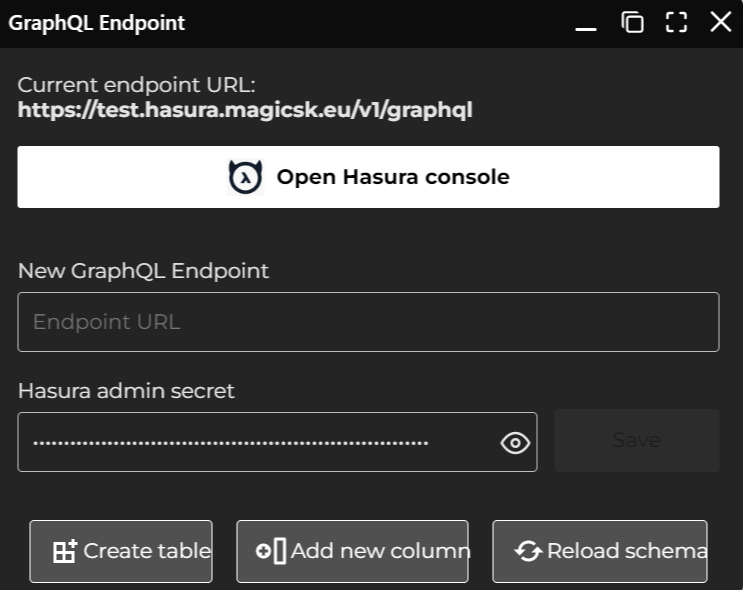 GraphQL Endpoint
Current endpoint URL:
https://test.hasura.magicsk.eu/v1/graphql
Open Hasura console
New GraphQL Endpoint
Endpoint URL
Hasura admin secret
Save
Create table
Add new column
Reload schema